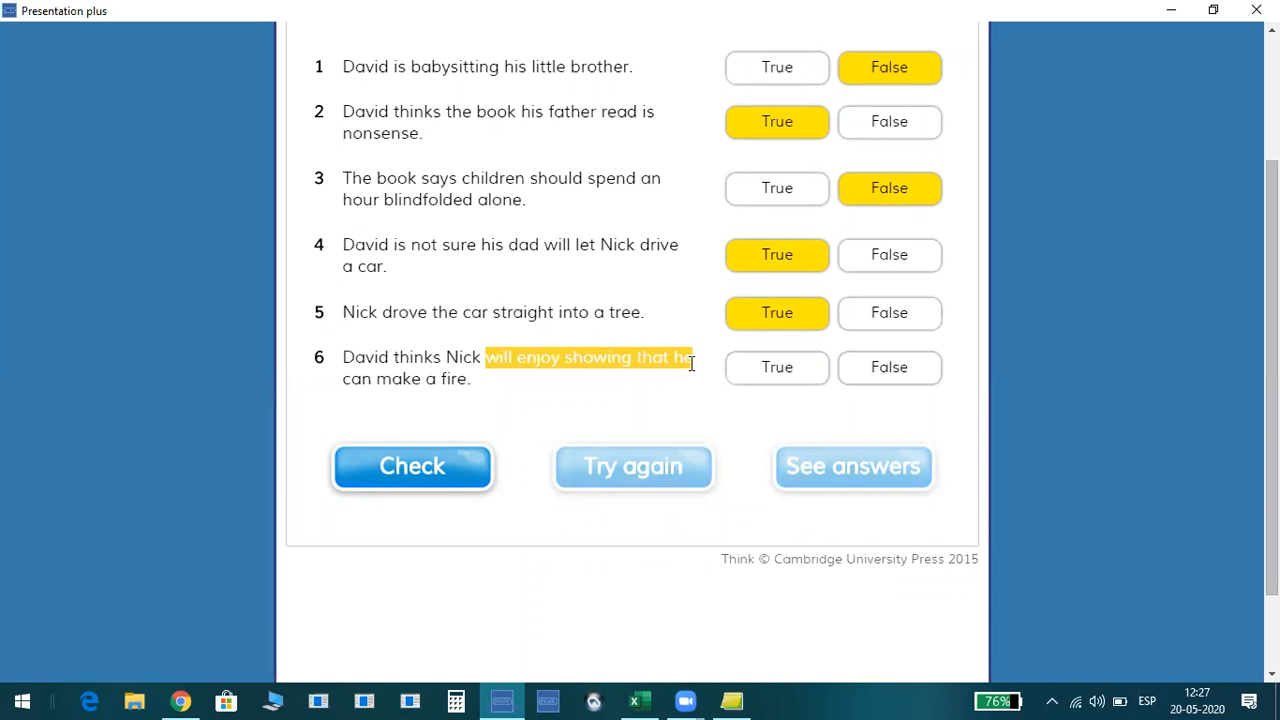 Presentation plus
1 David is babysitting his little brother. True False
2 David thinks the book his father read is
nonsense. True False
3 The book says children should spend an
hour blindfolded alone. True False
4 David is not sure his dad will let Nick drive
a car. True False
5 Nick drove the car straight into a tree. True False
6 David thinks Nick will enjoy showing that he
can make a fire. True False
Check Try again See answers
Think © Cambridge University Press 2015
76% ESP 12:27
20-05-2020